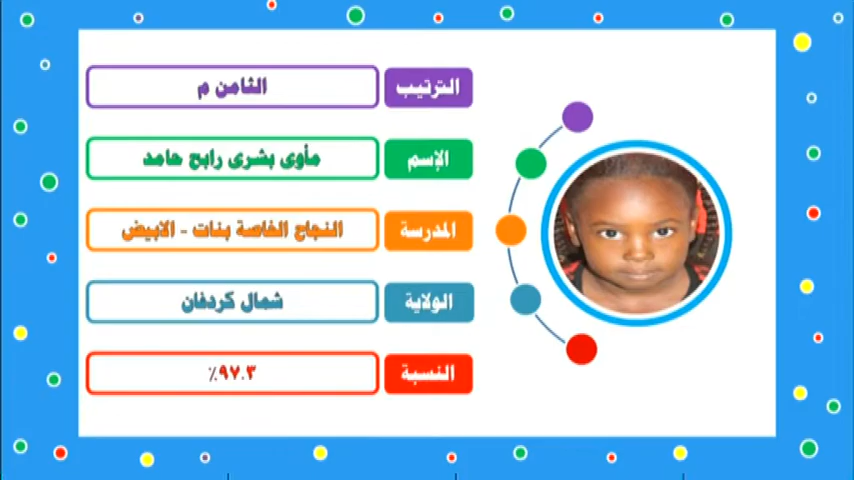 الترتيب الثامن م
الإسم مأوى بشرى رابح حامد
المدرسة النجاح الخاصة بنات - الابيض
الولاية شمال كردفان
النسبة ٩٧.٣٪